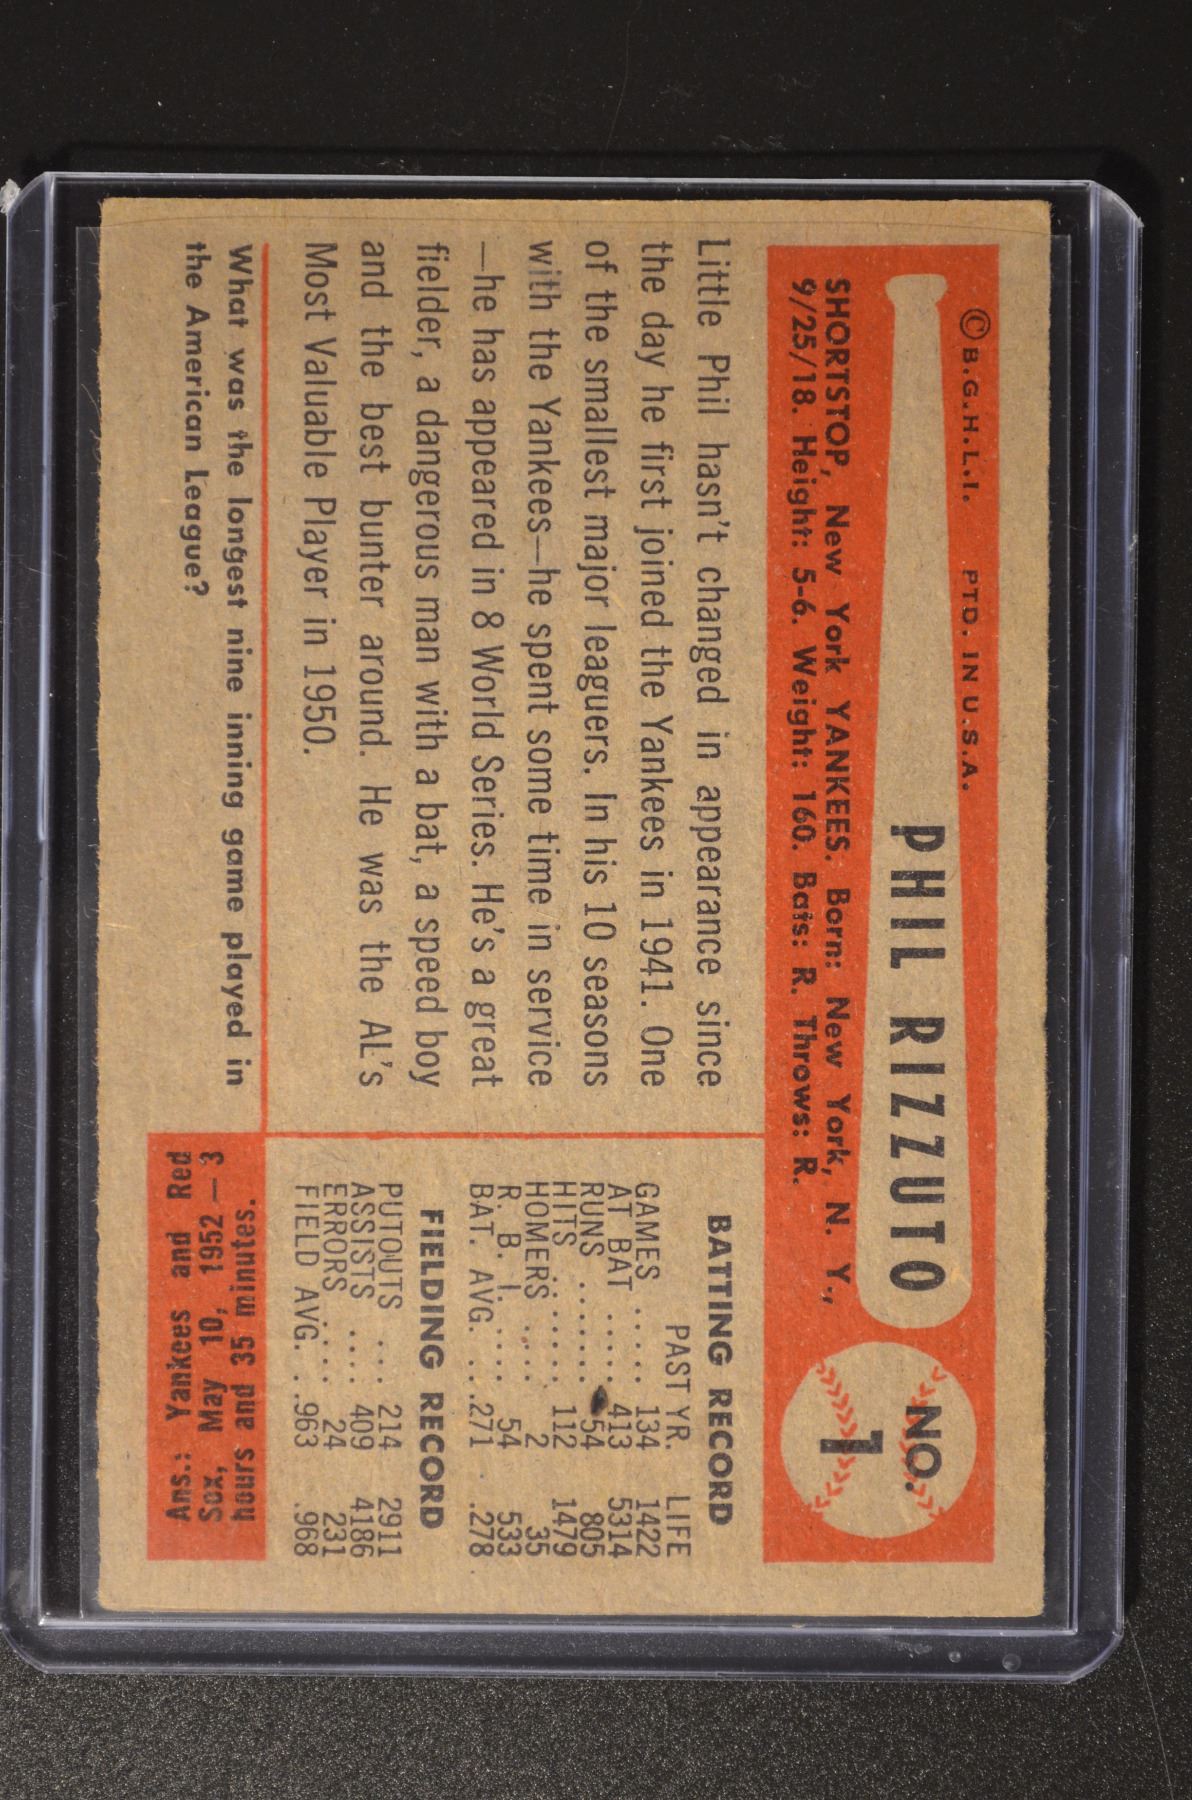 © B.G.H.L.I. PTD. IN U.S.A.
PHIL RIZZUTO
NO.
1
SHORTSTOP, New York YANKEES. Born: New York, N. Y.,
9/25/18. Height: 5-6. Weight: 160. Bats: R. Throws: R.
Little Phil hasn't changed in appearance since
the day he first joined the Yankees in 1941. One
of the smallest major leaguers. In his 10 seasons
with the Yankees—he spent some time in service
—he has appeared in 8 World Series. He's a great
fielder, a dangerous man with a bat, a speed boy
and the best bunter around. He was the AL's
Most Valuable Player in 1950.
BATTING RECORD
PAST YR. LIFE
GAMES ..... 134 1422
AT BAT ..... 413 5314
RUNS ...... 54 805
HITS ...... 112 1479
HOMERS .... 2 35
R. B. I. .... 54 533
BAT. AVG. ...271 .278
FIELDING RECORD
PUTOUTS ... 214 2911
ASSISTS .... 409 4186
ERRORS .... 24 231
FIELD AVG. ..963 .968
What was the longest nine inning game played in
the American League?
Ans.: Yankees and Red
Sox, May 10, 1952—3
hours and 35 minutes.